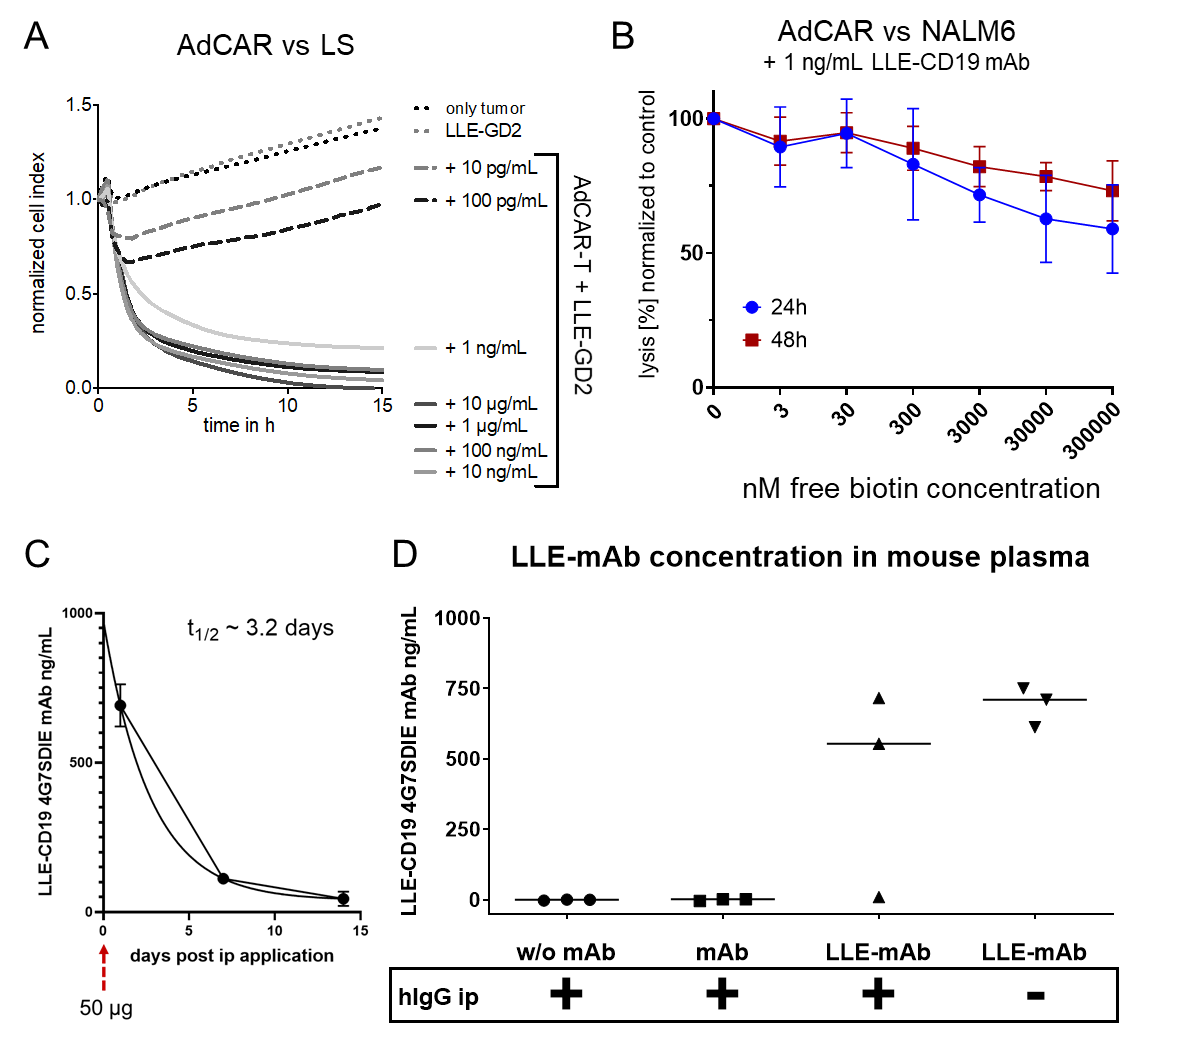 A
AdCAR vs LS
normalized cell index
1.5
1.0
0.5
0.0
0
5
10
15
time in h
only tumor
LLE-GD2
+ 10 pg/mL
+ 100 pg/mL
+ 1 ng/mL
+ 10 µg/mL
+ 1 µg/mL
+ 100 ng/mL
+ 10 ng/mL
AdCAR-T + LLE-GD2
B
AdCAR vs NALM6
+ 1 ng/mL LLE-CD19 mAb
lysis [%] normalized to control
100
50
0
24h
48h
0
3
30
300
3000
30000
300000
nM free biotin concentration
C
LLE-CD19 4G7SDIE mAb ng/mL
1000
500
0
t1/2 ~ 3.2 days
0
5
10
15
days post ip application
50 µg
D
LLE-mAb concentration in mouse plasma
LLE-CD19 4G7SDIE mAb ng/mL
1000
750
500
250
0
w/o mAb
mAb
LLE-mAb
LLE-mAb
hIgG ip + + + -